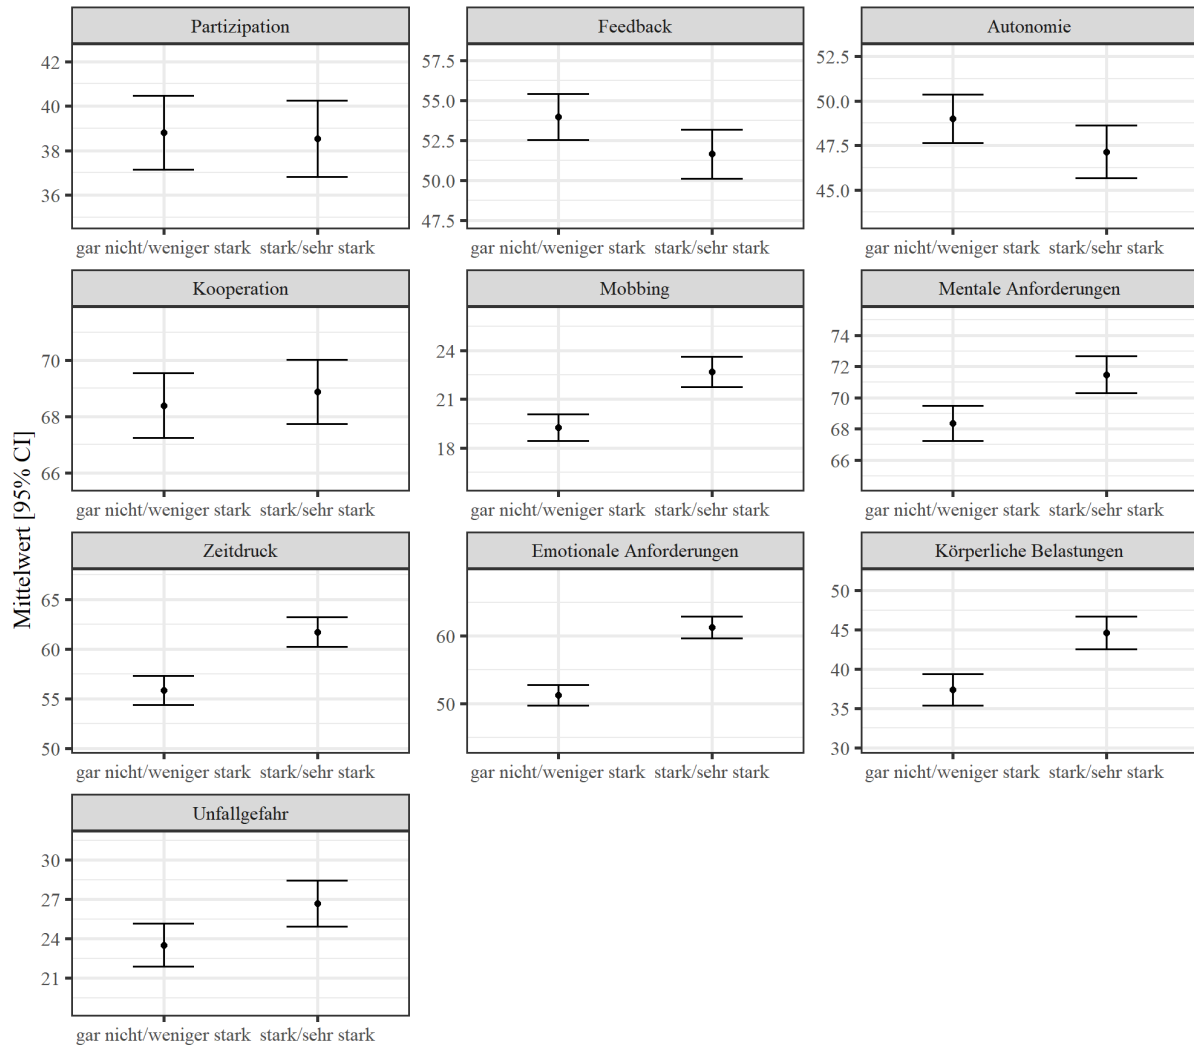 Partizipation
42
40
38
36
gar nicht/weniger stark stark/sehr stark
Feedback
57.5
55.0
52.5
50.0
47.5
gar nicht/weniger stark stark/sehr stark
Autonomie
52.5
50.0
47.5
45.0
gar nicht/weniger stark stark/sehr stark
Mittelwert [95% CI]
Kooperation
70
68
66
gar nicht/weniger stark stark/sehr stark
Mobbing
24
21
18
gar nicht/weniger stark stark/sehr stark
Mentale Anforderungen
74
72
70
68
66
gar nicht/weniger stark stark/sehr stark
Zeitdruck
65
60
55
50
gar nicht/weniger stark stark/sehr stark
Emotionale Anforderungen
60
50
gar nicht/weniger stark stark/sehr stark
Körperliche Belastungen
50
45
40
35
30
gar nicht/weniger stark stark/sehr stark
Unfallgefahr
30
27
24
21
gar nicht/weniger stark stark/sehr stark